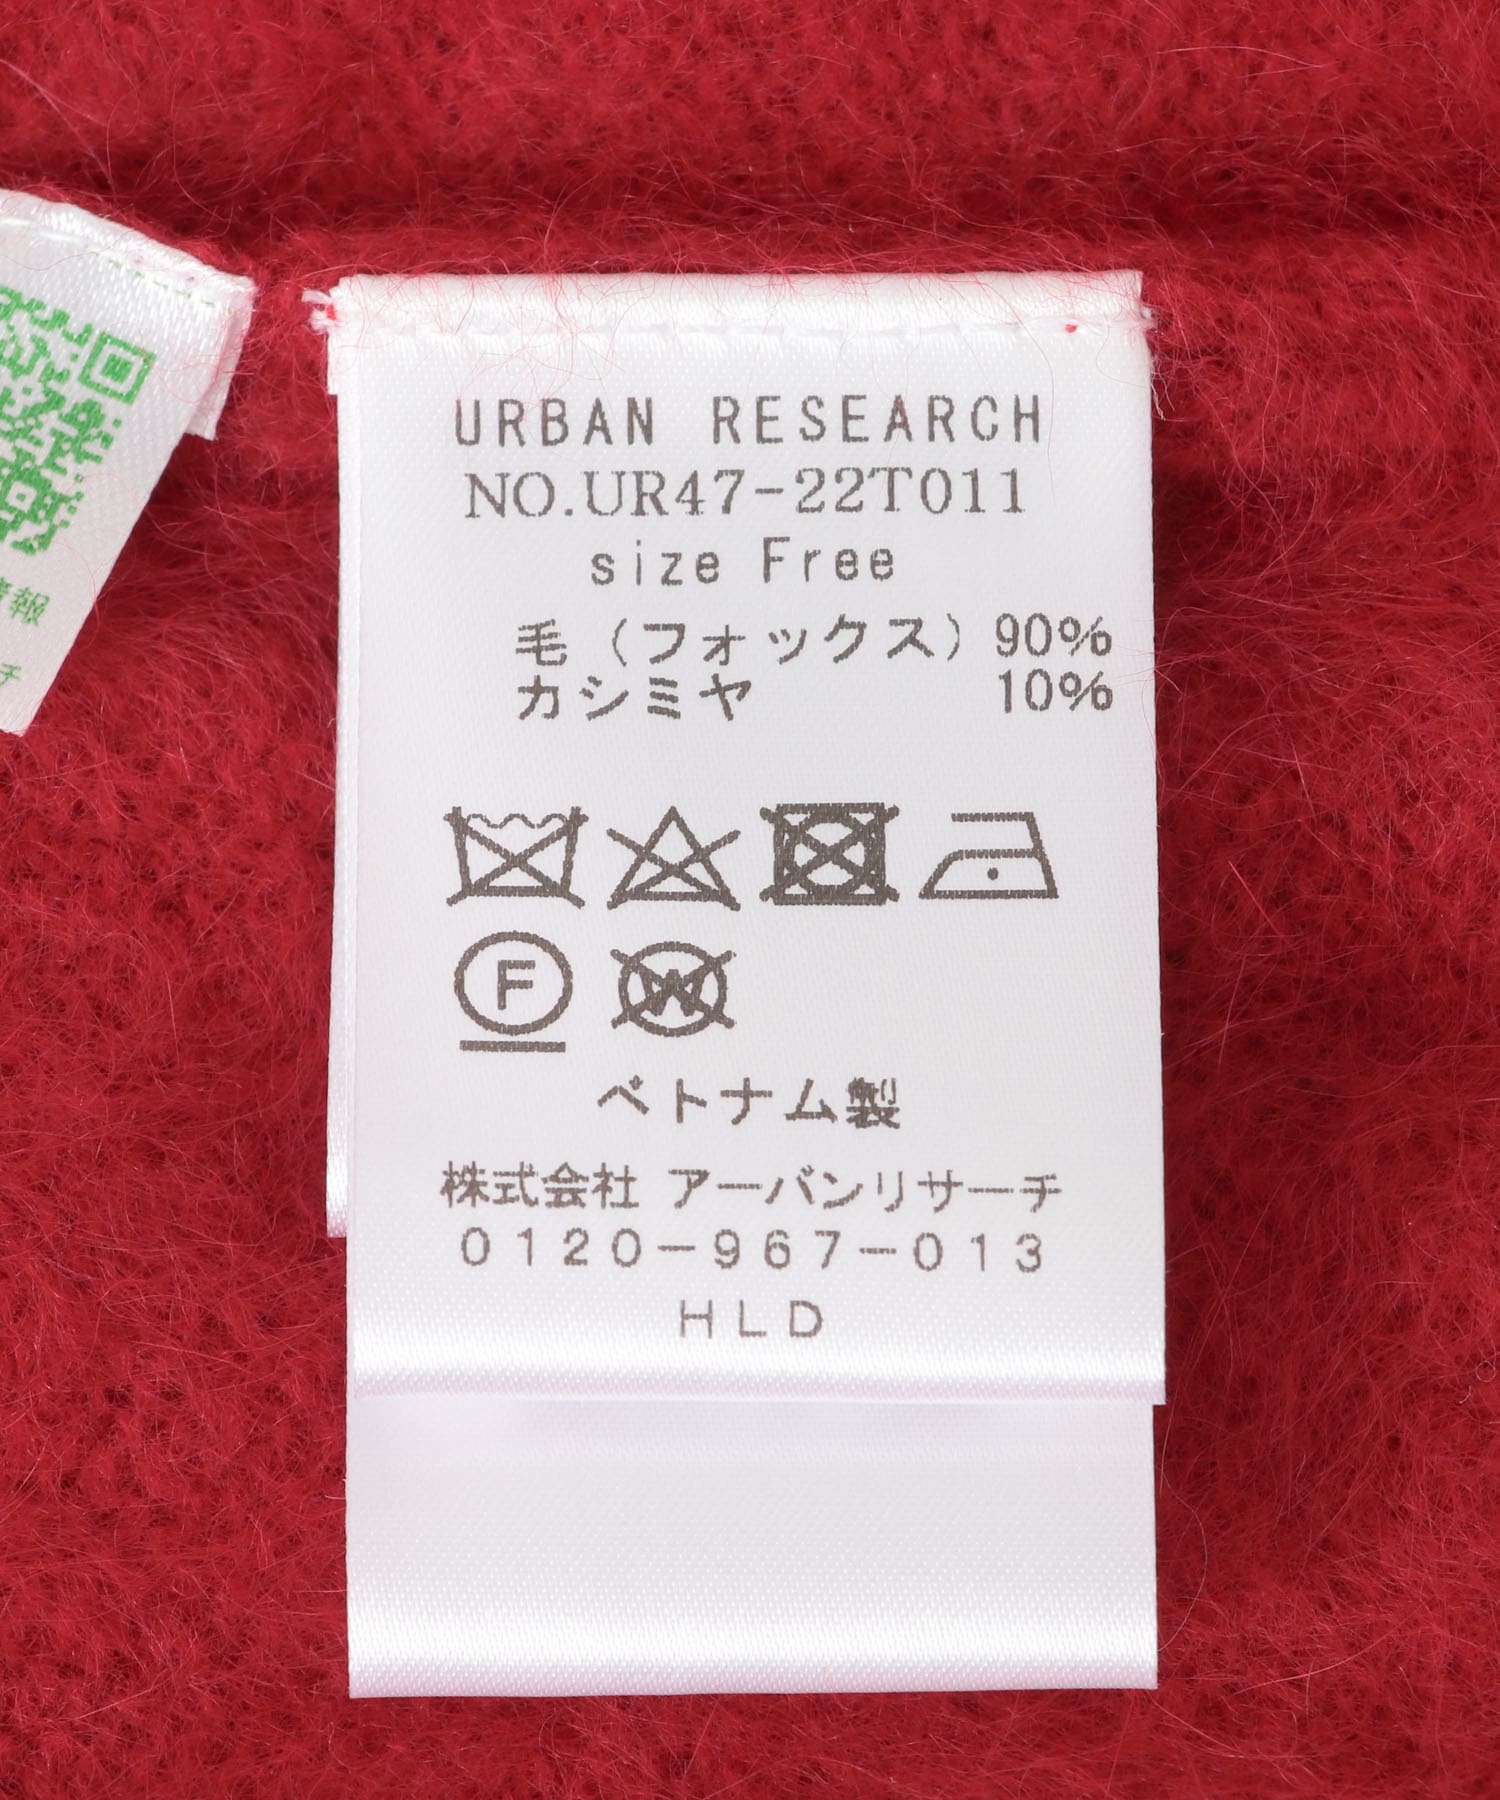 URBAN RESEARCH
NO.UR47-22T011
size Free
毛（フォックス）90%
カシミヤ 10%
F
W
ベトナム製
株式会社 アーバンリサーチ
0120-967-013
HLD
報
チ